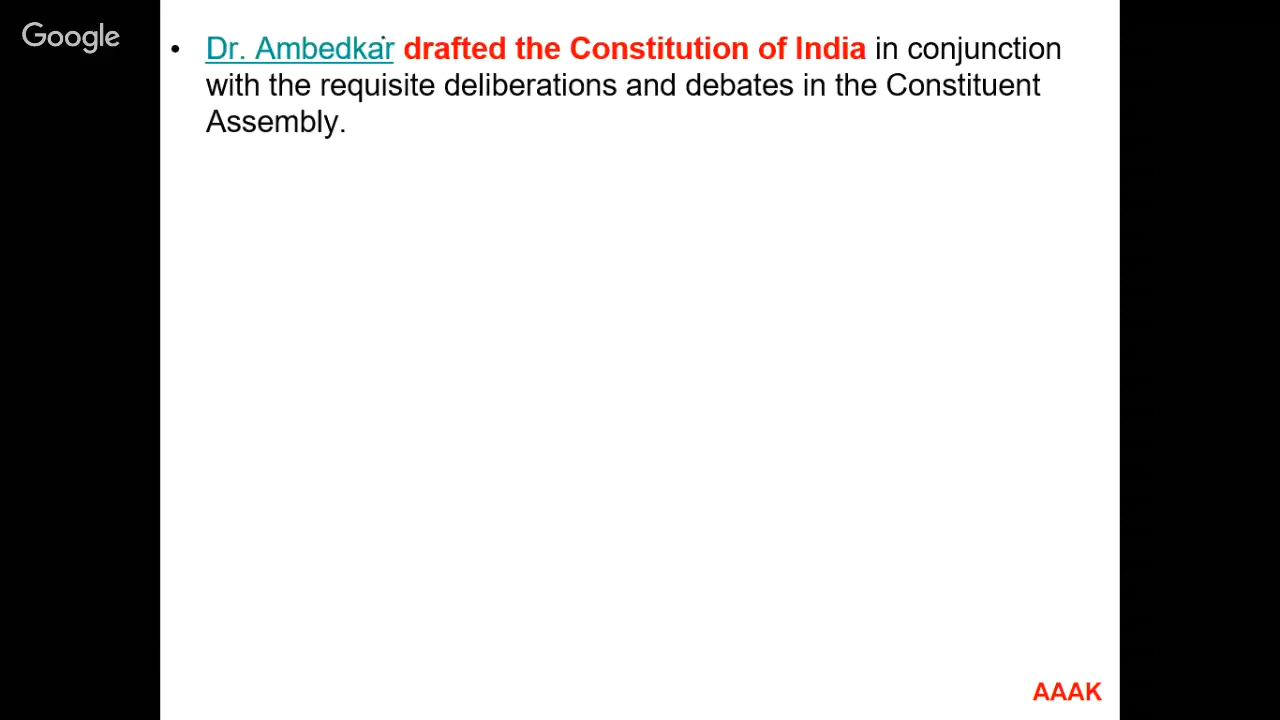 Google
• Dr. Ambedkar drafted the Constitution of India in conjunction
with the requisite deliberations and debates in the Constituent
Assembly.
AAAK